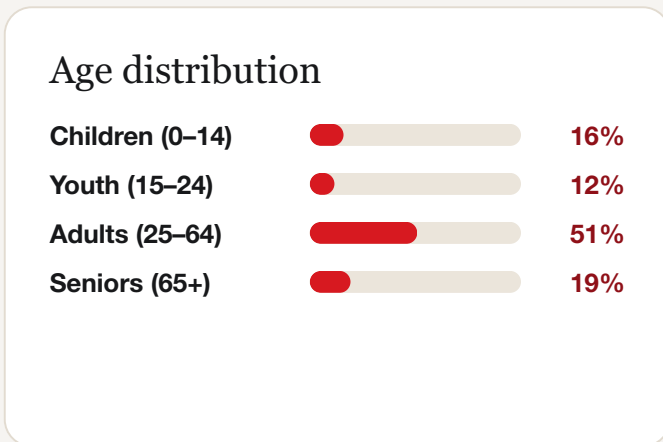 Age distribution
Children (0–14) 16%
Youth (15–24) 12%
Adults (25–64) 51%
Seniors (65+) 19%